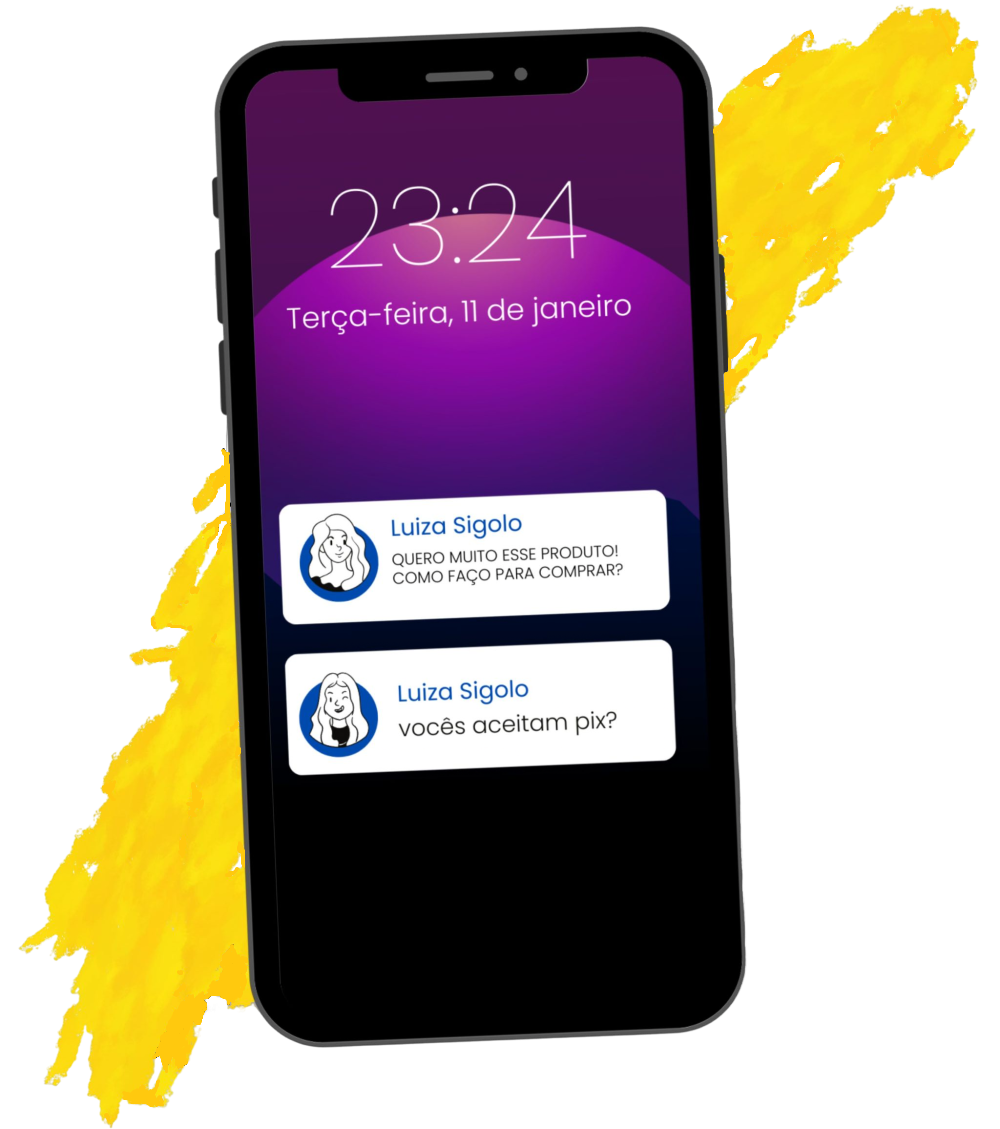 23:24
Terça-feira, 11 de janeiro
Luiza Sigolo
QUERO MUITO ESSE PRODUTO!
COMO FAÇO PARA COMPRAR?
Luiza Sigolo
vocês aceitam pix?